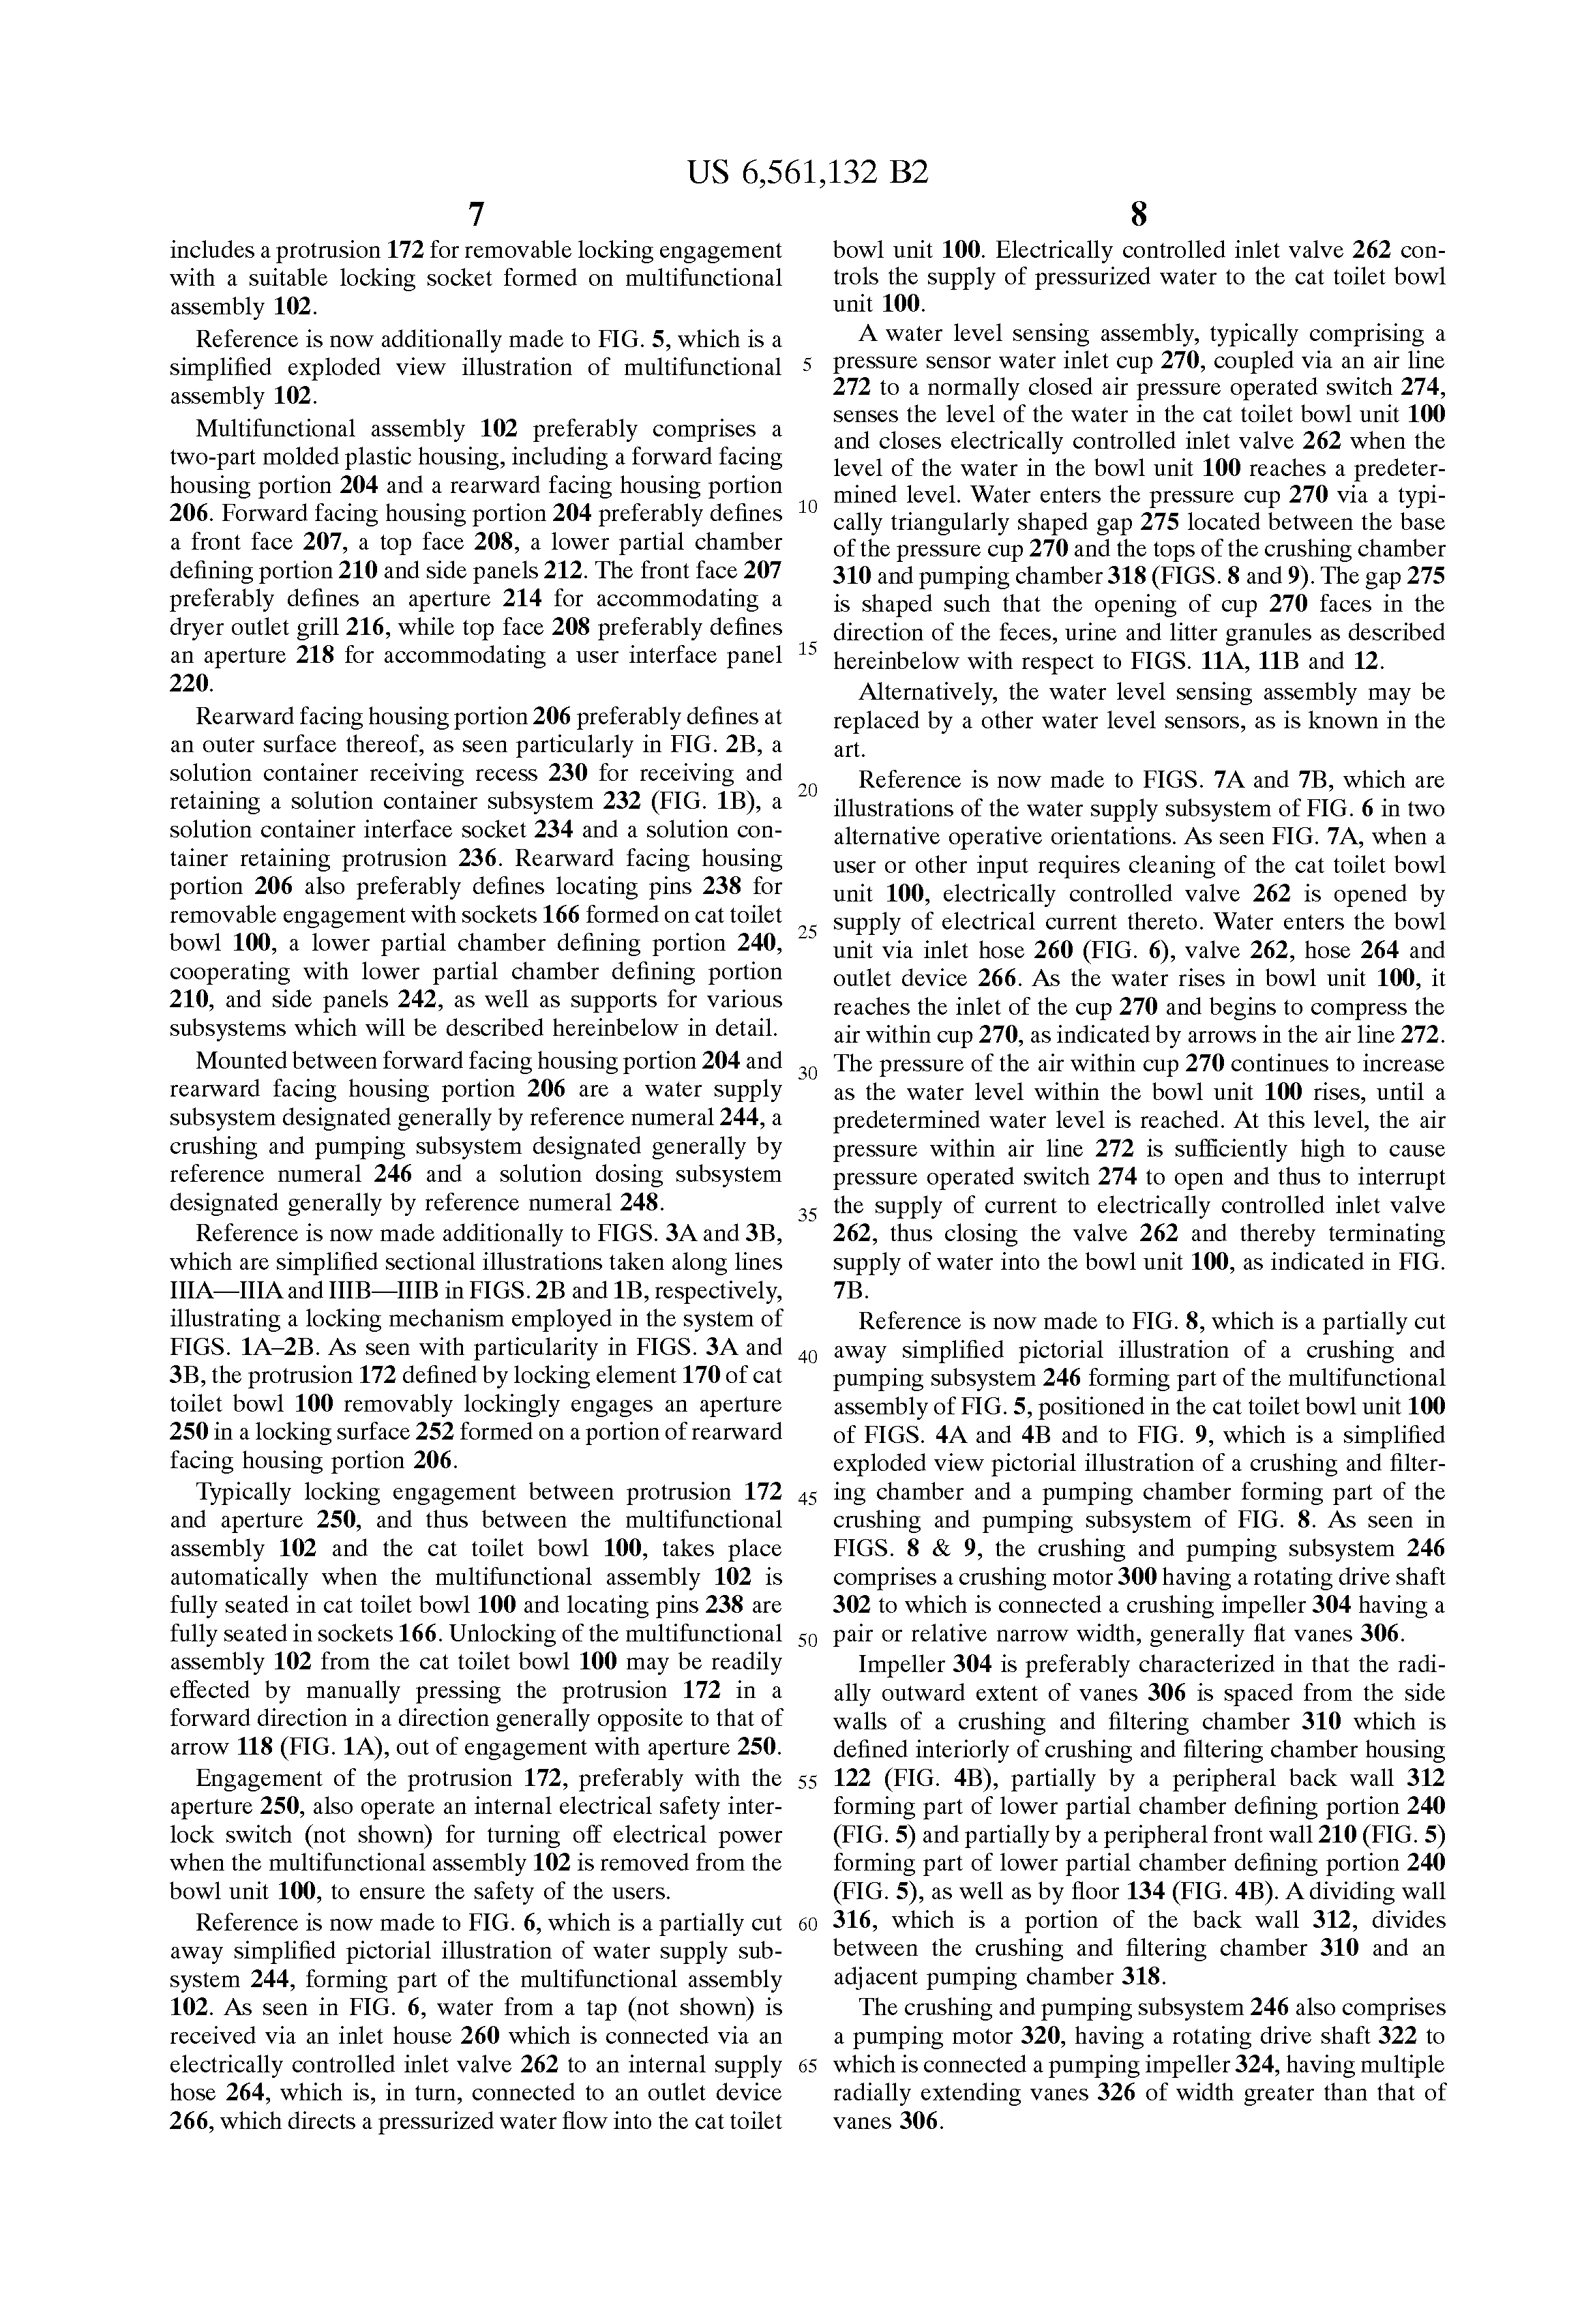 US 6,561,132 B2
7
includes a protrusion 172 for removable locking engagement
with a suitable locking socket formed on multifunctional
assembly 102.
Reference is now additionally made to FIG. 5, which is a
simplified exploded view illustration of multifunctional
assembly 102.
Multifunctional assembly 102 preferably comprises a
two-part molded plastic housing, including a forward facing
housing portion 204 and a rearward facing housing portion
206. Forward facing housing portion 204 preferably defines
a front face 207, a top face 208, a lower partial chamber
defining portion 210 and side panels 212. The front face 207
preferably defines an aperture 214 for accommodating a
dryer outlet grill 216, while top face 208 preferably defines
an aperture 218 for accommodating a user interface panel
220.
Rearward facing housing portion 206 preferably defines at
an outer surface thereof, as seen particularly in FIG. 2B, a
solution container receiving recess 230 for receiving and
retaining a solution container subsystem 232 (FIG. 1B), a
solution container interface socket 234 and a solution con-
tainer retaining protrusion 236. Rearward facing housing
portion 206 also preferably defines locating pins 238 for
removable engagement with sockets 166 formed on cat toilet
bowl 100, a lower partial chamber defining portion 240,
cooperating with lower partial chamber defining portion
210, and side panels 242, as well as supports for various
subsystems which will be described hereinbelow in detail.
Mounted between forward facing housing portion 204 and
rearward facing housing portion 206 are a water supply
subsystem designated generally by reference numeral 244, a
crushing and pumping subsystem designated generally by
reference numeral 246 and a solution dosing subsystem
designated generally by reference numeral 248.
Reference is now made additionally to FIGS. 3A and 3B,
which are simplified sectional illustrations taken along lines
IIIA—IIIA and IIIB—IIIB in FIGS. 2B and 1B, respectively,
illustrating a locking mechanism employed in the system of
FIGS. 1A–2B. As seen with particularity in FIGS. 3A and
3B, the protrusion 172 defined by locking element 170 of cat
toilet bowl 100 removably lockingly engages an aperture
250 in a locking surface 252 formed on a portion of rearward
facing housing portion 206.
Typically locking engagement between protrusion 172
and aperture 250, and thus between the multifunctional
assembly 102 and the cat toilet bowl 100, takes place
automatically when the multifunctional assembly 102 is
fully seated in cat toilet bowl 100 and locating pins 238 are
fully seated in sockets 166. Unlocking of the multifunctional
assembly 102 from the cat toilet bowl 100 may be readily
effected by manually pressing the protrusion 172 in a
forward direction in a direction generally opposite to that of
arrow 118 (FIG. 1A), out of engagement with aperture 250.
Engagement of the protrusion 172, preferably with the
aperture 250, also operate an internal electrical safety inter-
lock switch (not shown) for turning off electrical power
when the multifunctional assembly 102 is removed from the
bowl unit 100, to ensure the safety of the users.
Reference is now made to FIG. 6, which is a partially cut
away simplified pictorial illustration of water supply sub-
system 244, forming part of the multifunctional assembly
102. As seen in FIG. 6, water from a tap (not shown) is
received via an inlet house 260 which is connected via an
electrically controlled inlet valve 262 to an internal supply
hose 264, which is, in turn, connected to an outlet device
266, which directs a pressurized water flow into the cat toilet
5
10
15
20
25
30
35
40
45
50
55
60
65
8
bowl unit 100. Electrically controlled inlet valve 262 con-
trols the supply of pressurized water to the cat toilet bowl
unit 100.
A water level sensing assembly, typically comprising a
pressure sensor water inlet cup 270, coupled via an air line
272 to a normally closed air pressure operated switch 274,
senses the level of the water in the cat toilet bowl unit 100
and closes electrically controlled inlet valve 262 when the
level of the water in the bowl unit 100 reaches a predeter-
mined level. Water enters the pressure cup 270 via a typi-
cally triangularly shaped gap 275 located between the base
of the pressure cup 270 and the tops of the crushing chamber
310 and pumping chamber 318 (FIGS. 8 and 9). The gap 275
is shaped such that the opening of cup 270 faces in the
direction of the feces, urine and litter granules as described
hereinbelow with respect to FIGS. 11A, 11B and 12.
Alternatively, the water level sensing assembly may be
replaced by a other water level sensors, as is known in the
art.
Reference is now made to FIGS. 7A and 7B, which are
illustrations of the water supply subsystem of FIG. 6 in two
alternative operative orientations. As seen FIG. 7A, when a
user or other input requires cleaning of the cat toilet bowl
unit 100, electrically controlled valve 262 is opened by
supply of electrical current thereto. Water enters the bowl
unit via inlet hose 260 (FIG. 6), valve 262, hose 264 and
outlet device 266. As the water rises in bowl unit 100, it
reaches the inlet of the cup 270 and begins to compress the
air within cup 270, as indicated by arrows in the air line 272.
The pressure of the air within cup 270 continues to increase
as the water level within the bowl unit 100 rises, until a
predetermined water level is reached. At this level, the air
pressure within air line 272 is sufficiently high to cause
pressure operated switch 274 to open and thus to interrupt
the supply of current to electrically controlled inlet valve
262, thus closing the valve 262 and thereby terminating
supply of water into the bowl unit 100, as indicated in FIG.
7B.
Reference is now made to FIG. 8, which is a partially cut
away simplified pictorial illustration of a crushing and
pumping subsystem 246 forming part of the multifunctional
assembly of FIG. 5, positioned in the cat toilet bowl unit 100
of FIGS. 4A and 4B and to FIG. 9, which is a simplified
exploded view pictorial illustration of a crushing and filter-
ing chamber and a pumping chamber forming part of the
crushing and pumping subsystem of FIG. 8. As seen in
FIGS. 8 & 9, the crushing and pumping subsystem 246
comprises a crushing motor 300 having a rotating drive shaft
302 to which is connected a crushing impeller 304 having a
pair or relative narrow width, generally flat vanes 306.
Impeller 304 is preferably characterized in that the radi-
ally outward extent of vanes 306 is spaced from the side
walls of a crushing and filtering chamber 310 which is
defined interiorly of crushing and filtering chamber housing
122 (FIG. 4B), partially by a peripheral back wall 312
forming part of lower partial chamber defining portion 240
(FIG. 5) and partially by a peripheral front wall 210 (FIG. 5)
forming part of lower partial chamber defining portion 240
(FIG. 5), as well as by floor 134 (FIG. 4B). A dividing wall
316, which is a portion of the back wall 312, divides
between the crushing and filtering chamber 310 and an
adjacent pumping chamber 318.
The crushing and pumping subsystem 246 also comprises
a pumping motor 320, having a rotating drive shaft 322 to
which is connected a pumping impeller 324, having multiple
radially extending vanes 326 of width greater than that of
vanes 306.